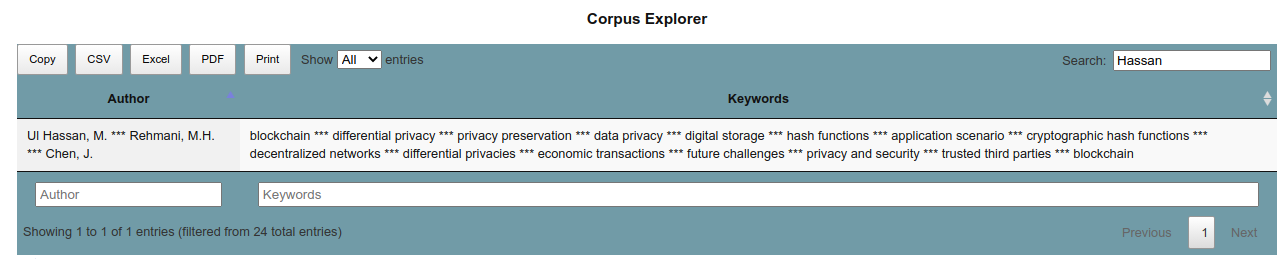 Corpus Explorer
Copy CSV Excel PDF Print Show All entries Search: Hassan
Author Keywords
Ul Hassan, M. *** Rehmani, M.H. blockchain *** differential privacy *** privacy preservation *** data privacy *** digital storage *** hash functions *** application scenario *** cryptographic hash functions ***
*** Chen, J. decentralized networks *** differential privacies *** economic transactions *** future challenges *** privacy and security *** trusted third parties *** blockchain
Author Keywords
Showing 1 to 1 of 1 entries (filtered from 24 total entries) Previous 1 Next